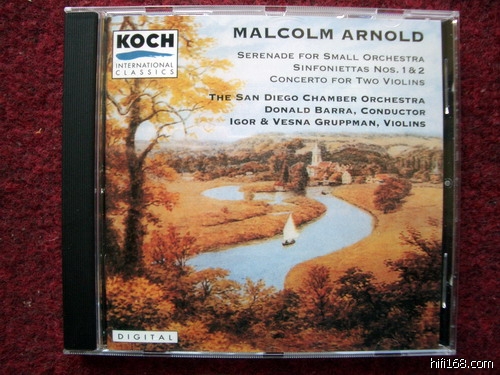 KOCH
INTERNATIONAL
CLASSICS
MALCOLM ARNOLD
SERENADE FOR SMALL ORCHESTRA
SINFONIETTAS NOS. 1 & 2
CONCERTO FOR TWO VIOLINS
THE SAN DIEGO CHAMBER ORCHESTRA
DONALD BARRA, CONDUCTOR
IGOR & VESNA GRUPPMAN, VIOLINS
DIGITAL
hifi168.com